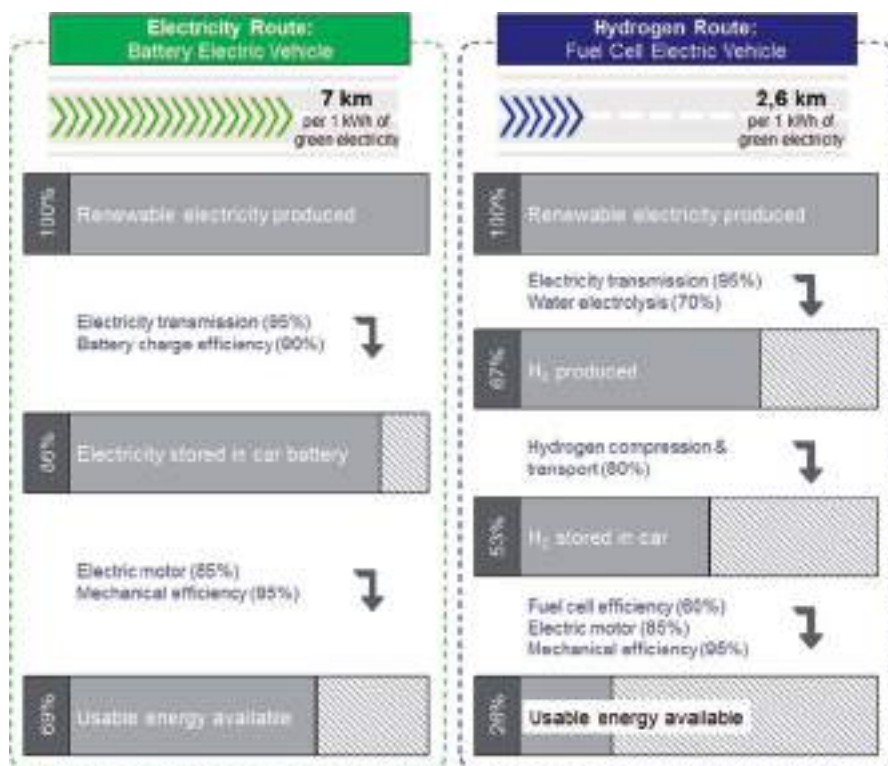 Electricity Route:
Battery Electric Vehicle
7 km
per 1 kWh of
green electricity
100%
Renewable electricity produced
Electricity transmission (95%)
Battery charge efficiency (90%)
86%
Electricity stored in car battery
Electric motor (85%)
Mechanical efficiency (95%)
69%
Usable energy available
Hydrogen Route:
Fuel Cell Electric Vehicle
2,6 km
per 1 kWh of
green electricity
100%
Renewable electricity produced
Electricity transmission (95%)
Water electrolysis (70%)
67%
H₂ produced
Hydrogen compression &
transport (80%)
53%
H₂ stored in car
Fuel cell efficiency (60%)
Electric motor (85%)
Mechanical efficiency (95%)
26%
Usable energy available